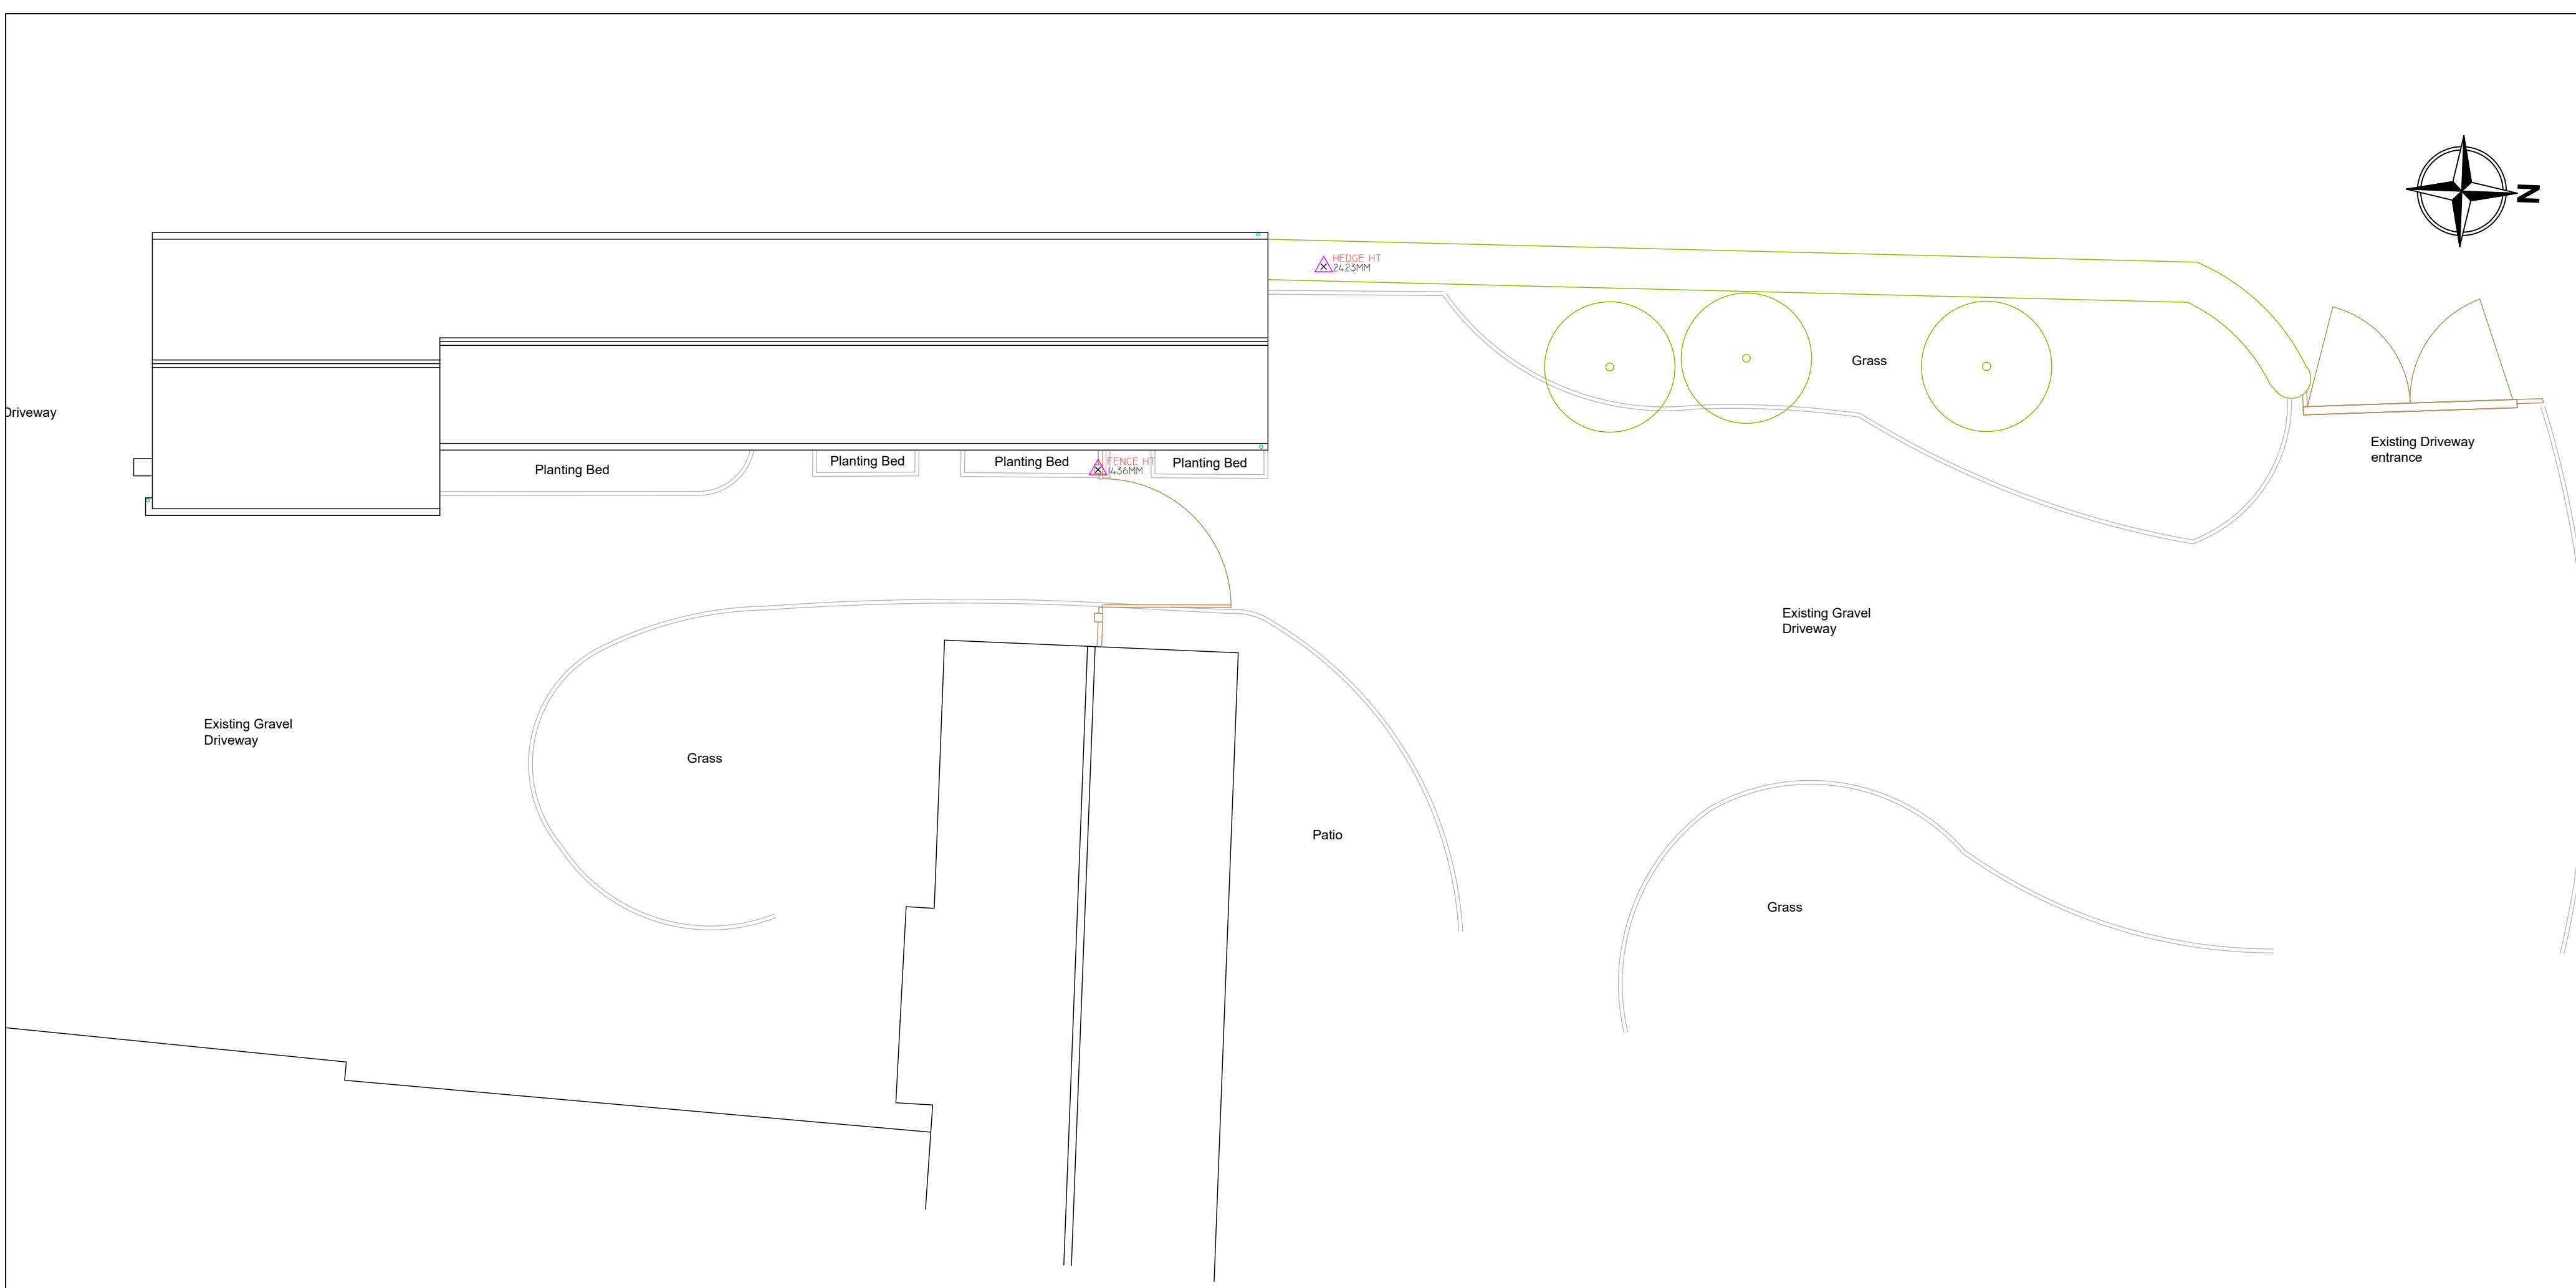 N
HEDGE HT
2423MM
Grass
Driveway
Existing Driveway
entrance
Planting Bed
Planting Bed
Planting Bed
Planting Bed
FENCE HT
1436MM
Existing Gravel
Driveway
Existing Gravel
Driveway
Grass
Patio
Grass